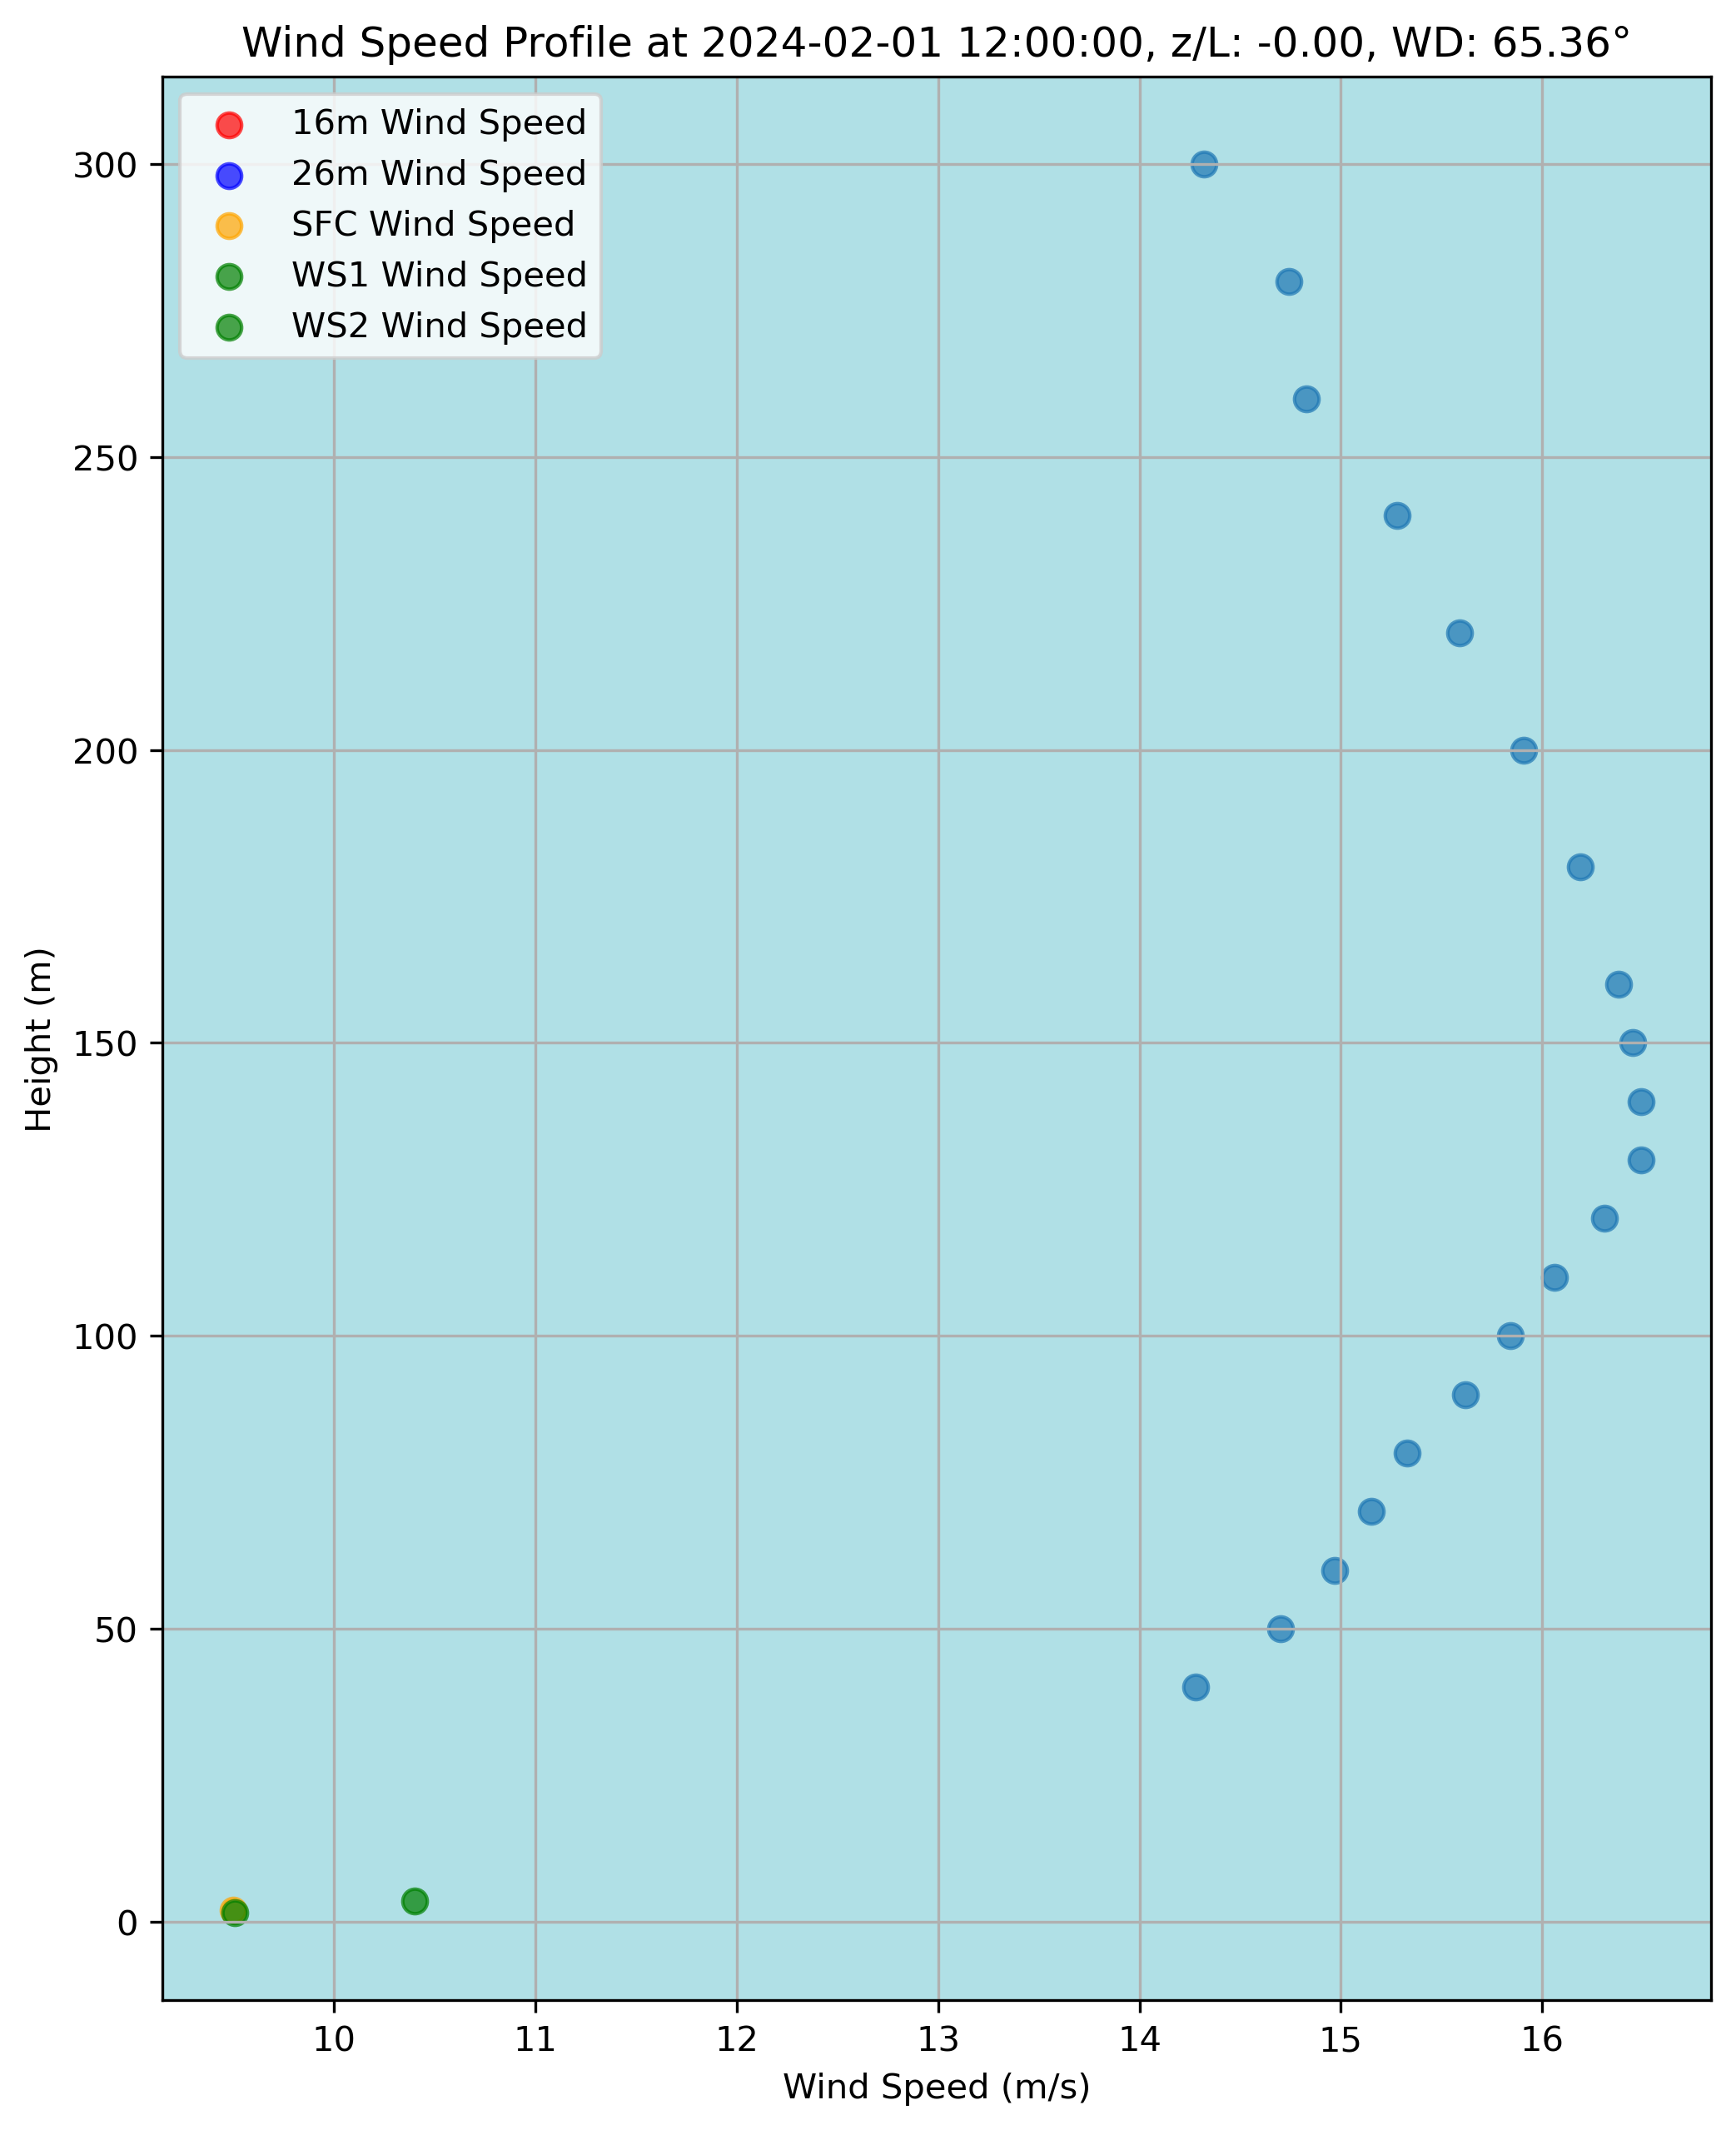 Wind Speed Profile at 2024-02-01 12:00:00, z/L: -0.00, WD: 65.36°
16m Wind Speed
26m Wind Speed
SFC Wind Speed
WS1 Wind Speed
WS2 Wind Speed
300
250
200
150
100
50
0
Height (m)
10 11 12 13 14 15 16
Wind Speed (m/s)